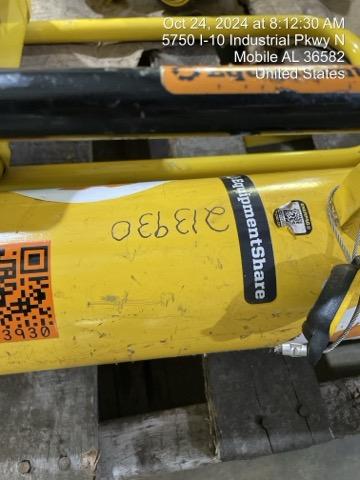 Oct 24, 2024 at 8:12:30 AM
5750 I-10 Industrial Pkwy N
Mobile AL 36582
United States
EquipmentShare
213930
3930